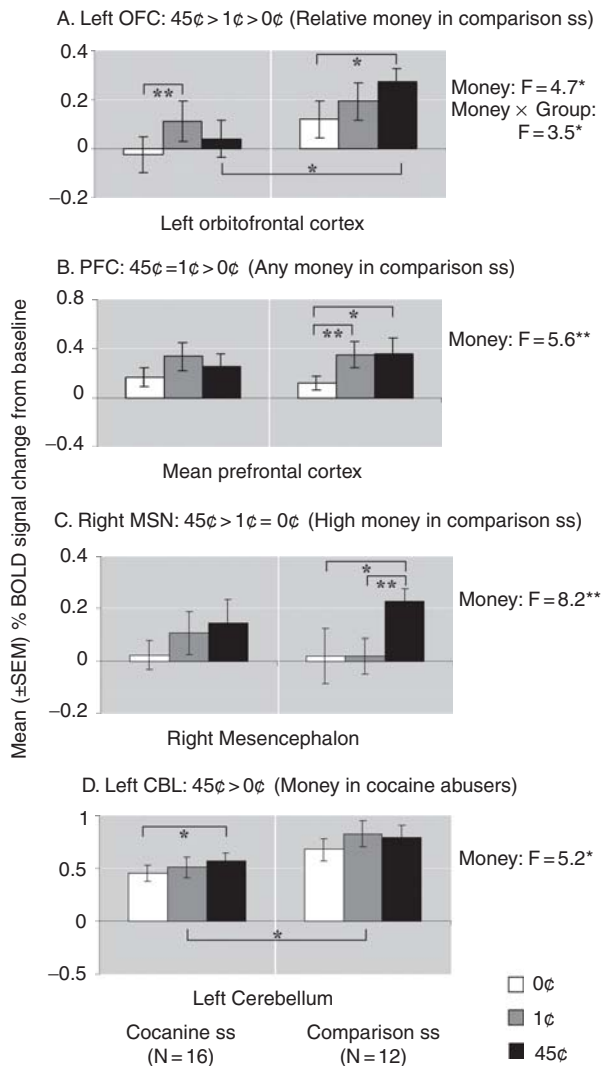 A. Left OFC: 45¢ > 1¢ > 0¢ (Relative money in comparison ss)
0.4
0.2
0
−0.2
**
*
*
Money: F = 4.7*
Money × Group:
F = 3.5*
Left orbitofrontal cortex
B. PFC: 45¢ = 1¢ > 0¢ (Any money in comparison ss)
0.8
0.4
0
−0.4
*
**
Money: F = 5.6**
Mean prefrontal cortex
C. Right MSN: 45¢ > 1¢ = 0¢ (High money in comparison ss)
0.4
0.2
0
−0.2
*
**
Money: F = 8.2**
Right Mesencephalon
D. Left CBL: 45¢ > 0¢ (Money in cocaine abusers)
1
0.5
0
−0.5
*
*
Money: F = 5.2*
Left Cerebellum
Mean (±SEM) % BOLD signal change from baseline
Cocanine ss
(N = 16)
Comparison ss
(N = 12)
0¢
1¢
45¢